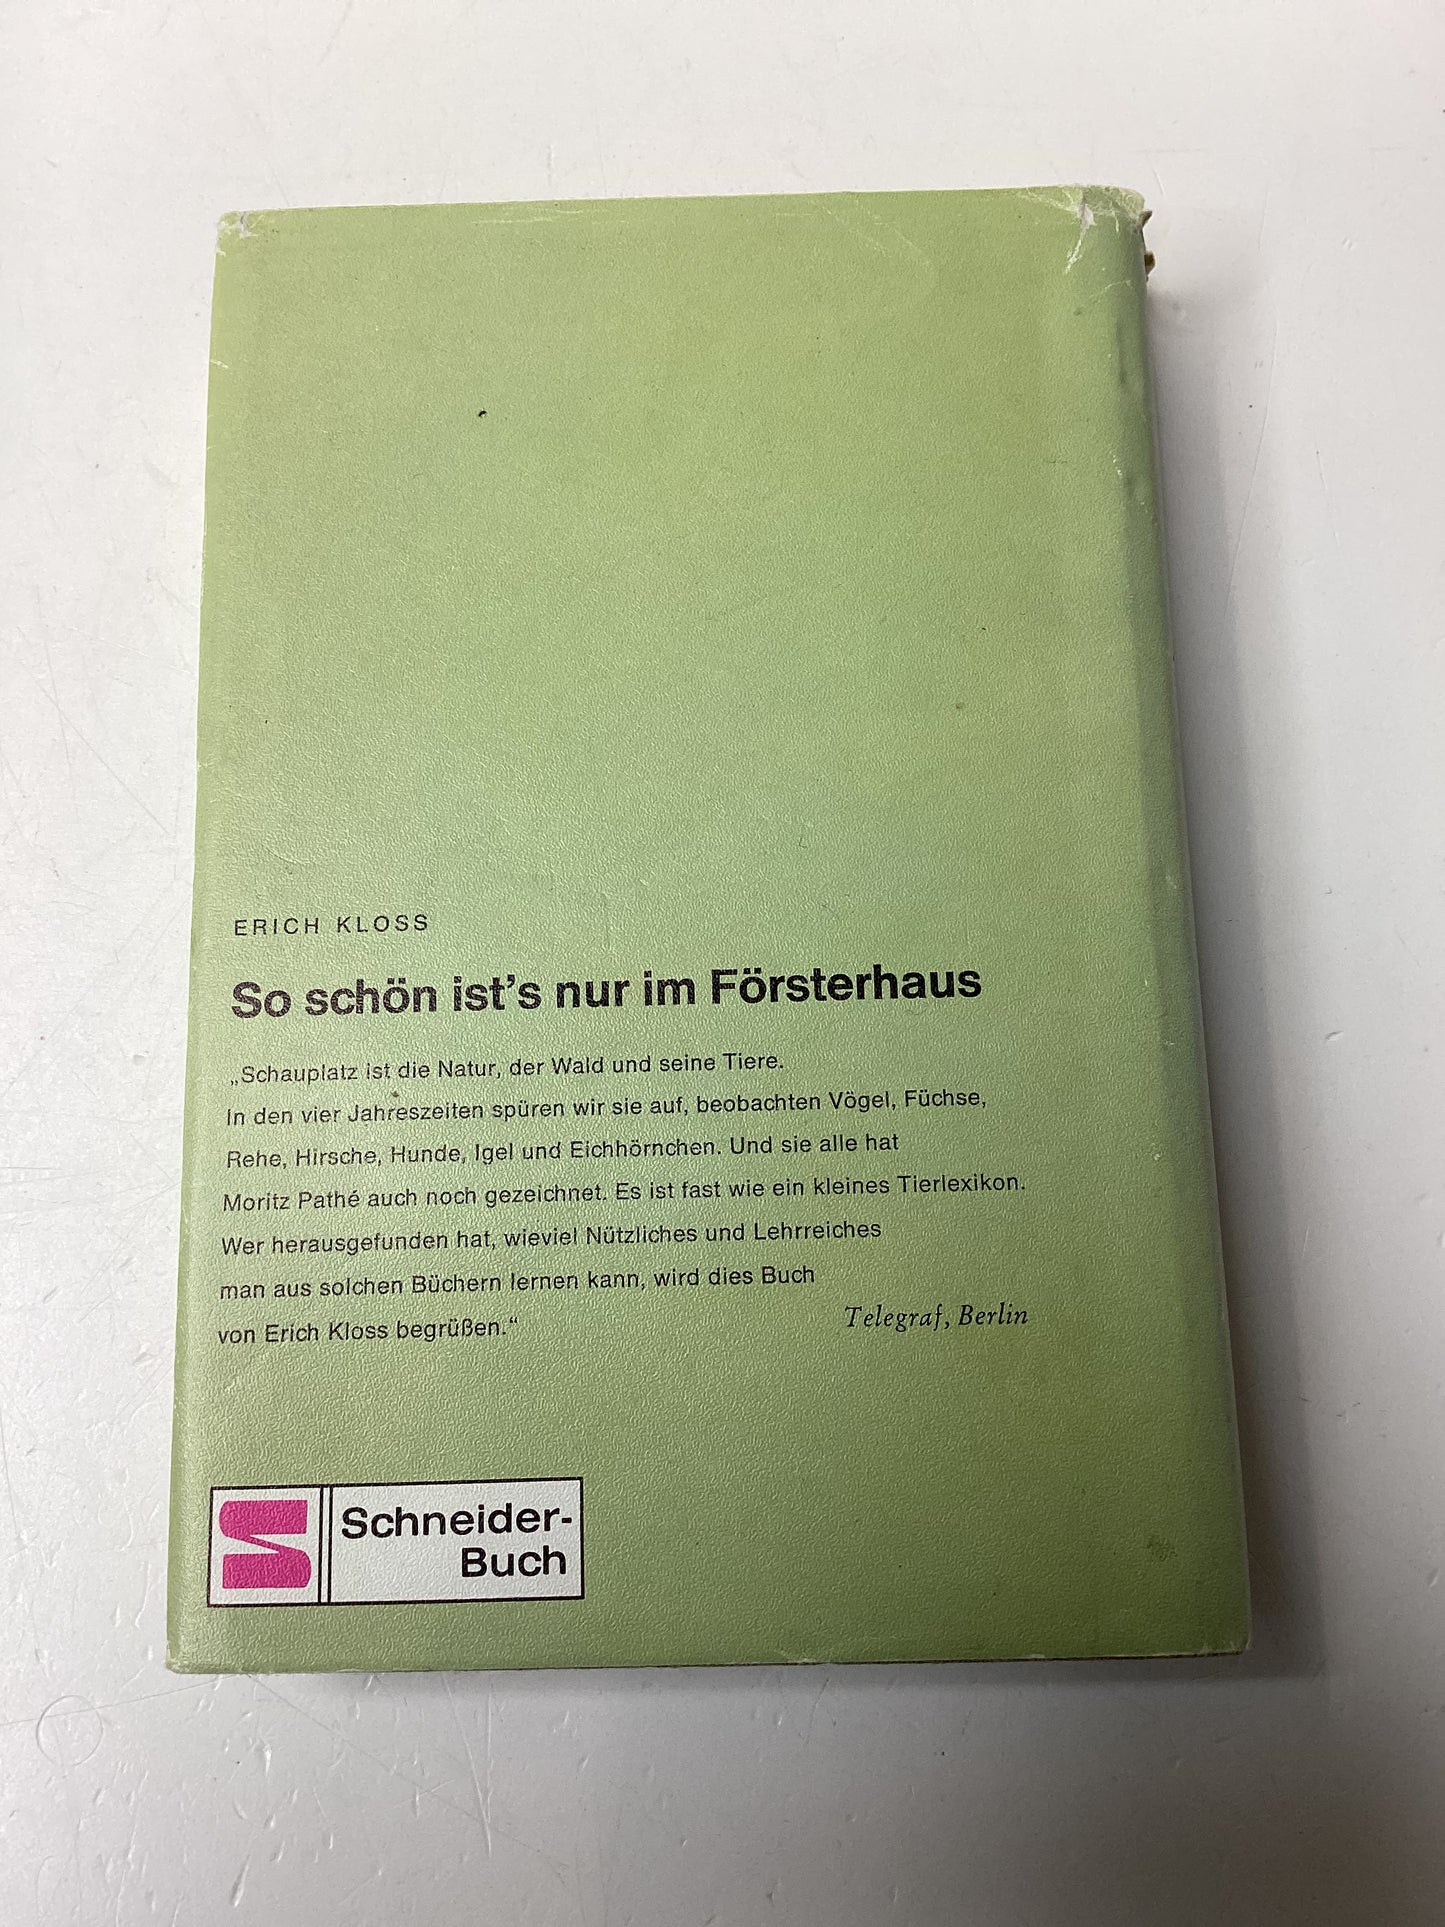 ERICH KLOSS
So schön ist's nur im Försterhaus
„Schauplatz ist die Natur, der Wald und seine Tiere.
In den vier Jahreszeiten spüren wir sie auf, beobachten Vögel, Füchse,
Rehe, Hirsche, Hunde, Igel und Eichhörnchen. Und sie alle hat
Moritz Pathé auch noch gezeichnet. Es ist fast wie ein kleines Tierlexikon.
Wer herausgefunden hat, wieviel Nützliches und Lehrreiches
man aus solchen Büchern lernen kann, wird dies Buch
von Erich Kloss begrüßen.“ Telegraf, Berlin
Schneider-
Buch